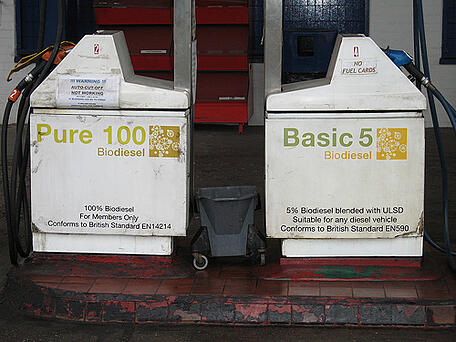 2
!!! WARNING !!!
AUTO-CUT-OFF
NOT WORKING
Pure 100
Biodiesel
100% Biodiesel
For Members Only
Conforms to British Standard EN14214
1
NO
FUEL CARDS
Basic 5
Biodiesel
5% Biodiesel blended with ULSD
Suitable for any diesel vehicle
Conforms to British Standard EN590